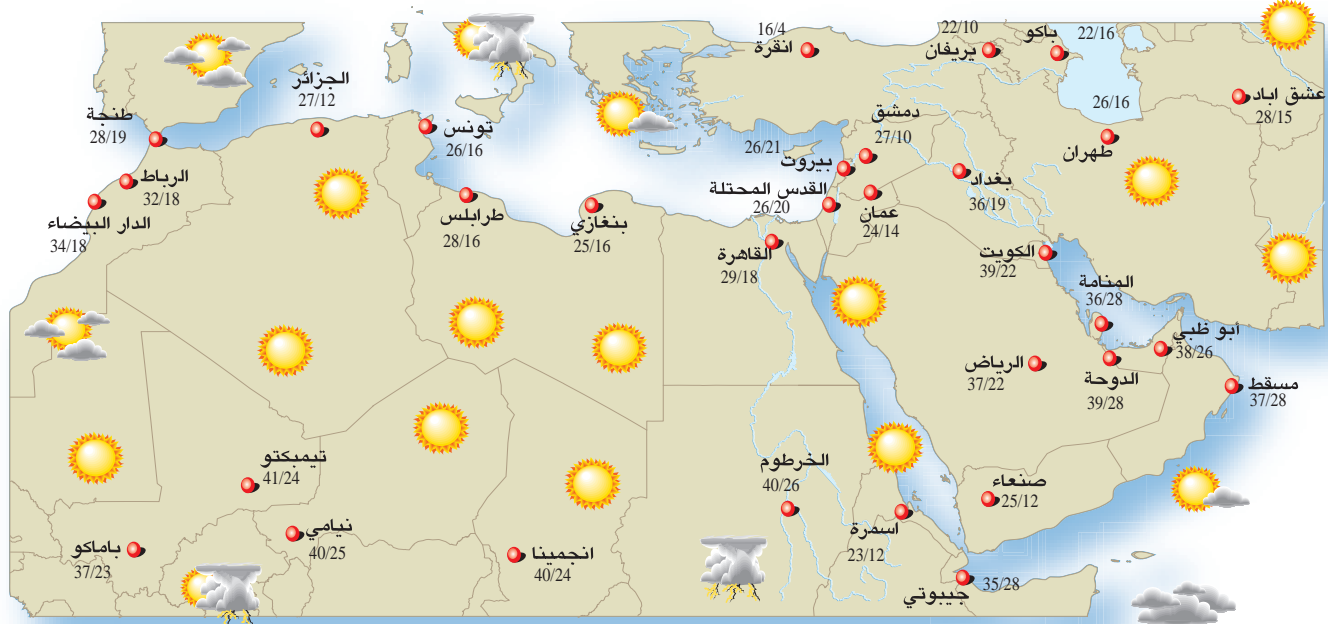 16/4
انقرة
22/10
يريفان
باكو
22/16
26/16
عشق اباد
28/15
طهران
دمشق
27/10
26/21
بيروت
بغداد
36/19
القدس المحتلة
26/20
عمان
24/14
القاهرة
29/18
الكويت
39/22
المنامة
36/28
أبو ظبي
38/26
الرياض
37/22
الدوحة
39/28
مسقط
37/28
صنعاء
25/12
الخرطوم
40/26
اسمرة
23/12
35/28
جيبوتي
الجزائر
27/12
طنجة
28/19
تونس
26/16
الرباط
32/18
الدار البيضاء
34/18
طرابلس
28/16
بنغازي
25/16
تيمبكتو
41/24
نيامي
40/25
باماكو
37/23
انجمينا
40/24